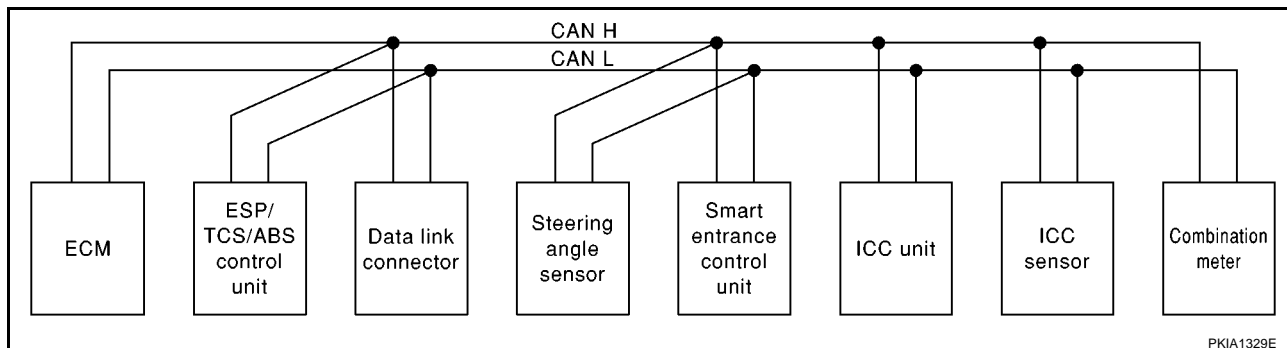 CAN H
CAN L
ECM
ESP/
TCS/ABS
control
unit
Data link
connector
Steering
angle
sensor
Smart
entrance
control
unit
ICC unit
ICC
sensor
Combination
meter
PKIA1329E